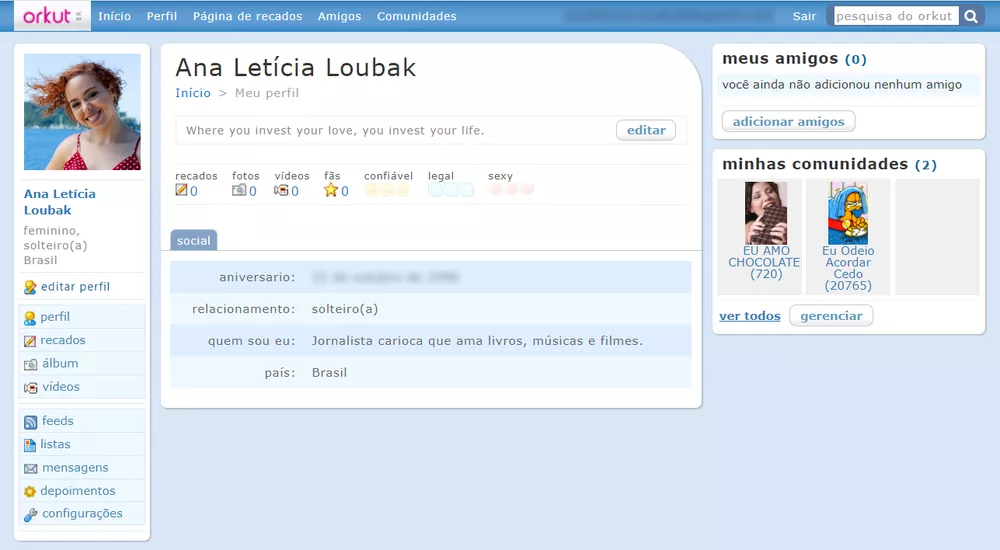 orkut
Início Perfil Página de recados Amigos Comunidades
Sair
pesquisa do orkut
Ana Letícia
Loubak
feminino,
solteiro(a)
Brasil
editar perfil
perfil
recados
álbum
vídeos
feeds
listas
mensagens
depoimentos
configurações
Ana Letícia Loubak
Início > Meu perfil
Where you invest your love, you invest your life.
editar
recados fotos vídeos fãs confiável legal sexy
0 0 0 0
social
aniversario:
relacionamento: solteiro(a)
quem sou eu: Jornalista carioca que ama livros, músicas e filmes.
país: Brasil
meus amigos (0)
você ainda não adicionou nenhum amigo
adicionar amigos
minhas comunidades (2)
EU AMO
CHOCOLATE
(720)
Eu Odeio
Acordar
Cedo
(20765)
ver todos gerenciar